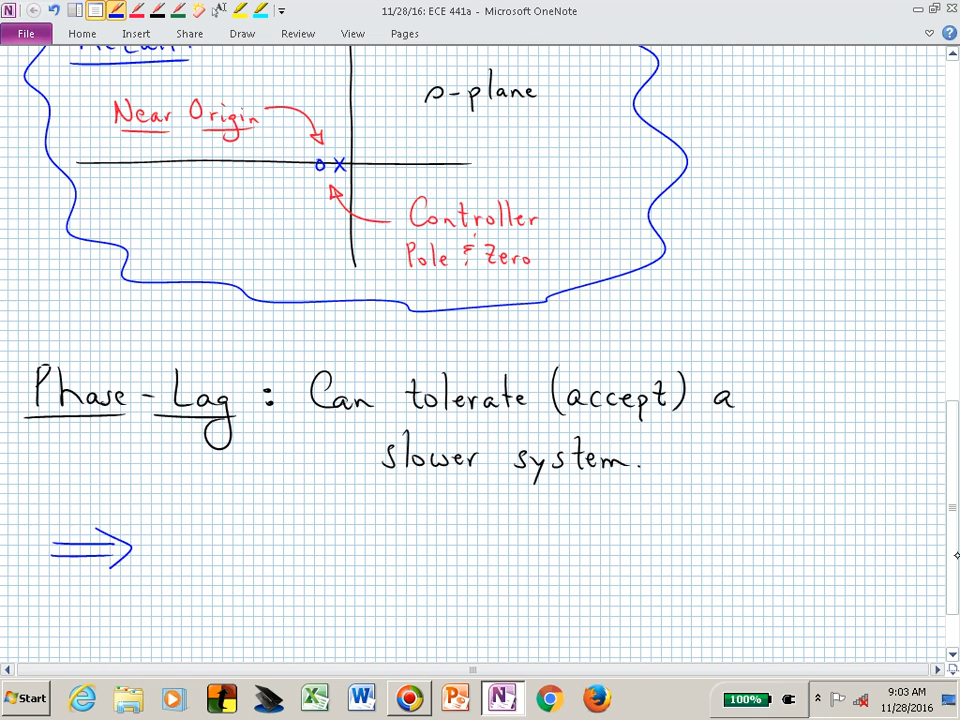 11/28/16: ECE 441a - Microsoft OneNote
File Home Insert Share Draw Review View Pages
s-plane
Near Origin
Controller
Pole & Zero
Phase-Lag: Can tolerate (accept) a
slower system.
Start
100%
9:03 AM
11/28/2016